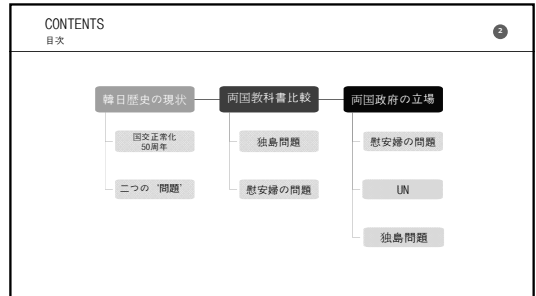 CONTENTS
目次
2
韓日歴史の現状
両国教科書比較
両国政府の立場
国交正常化
50周年
独島問題
慰安婦の問題
二つの '問題'
慰安婦の問題
UN
独島問題